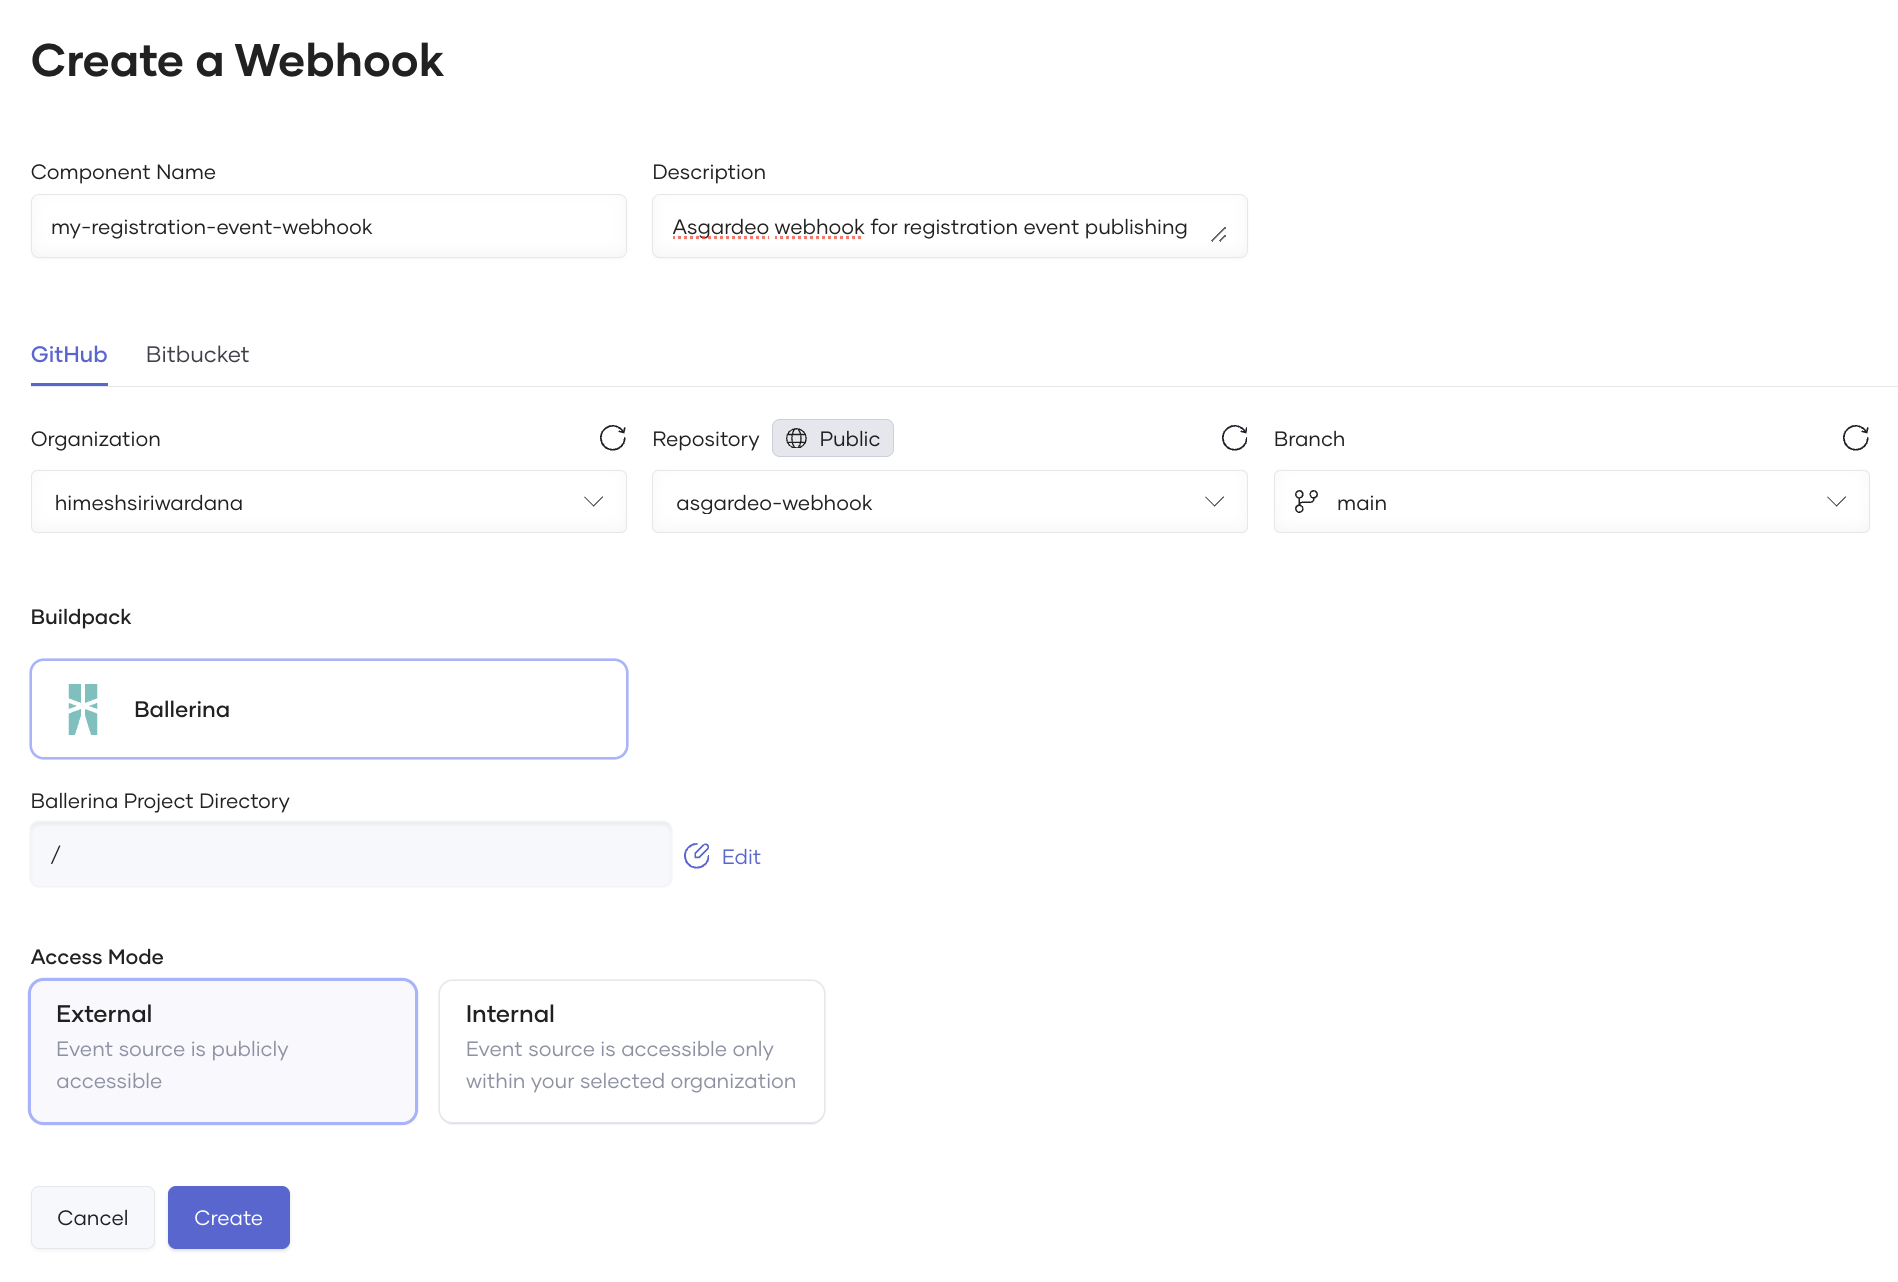 Create a Webhook
Component Name
my-registration-event-webhook
Description
Asgardeo webhook for registration event publishing
GitHub
Bitbucket
Organization
himeshsiriwardana
Repository
Public
asgardeo-webhook
Branch
main
Buildpack
Ballerina
Ballerina Project Directory
/
Edit
Access Mode
External
Event source is publicly
accessible
Internal
Event source is accessible only
within your selected organization
Cancel
Create